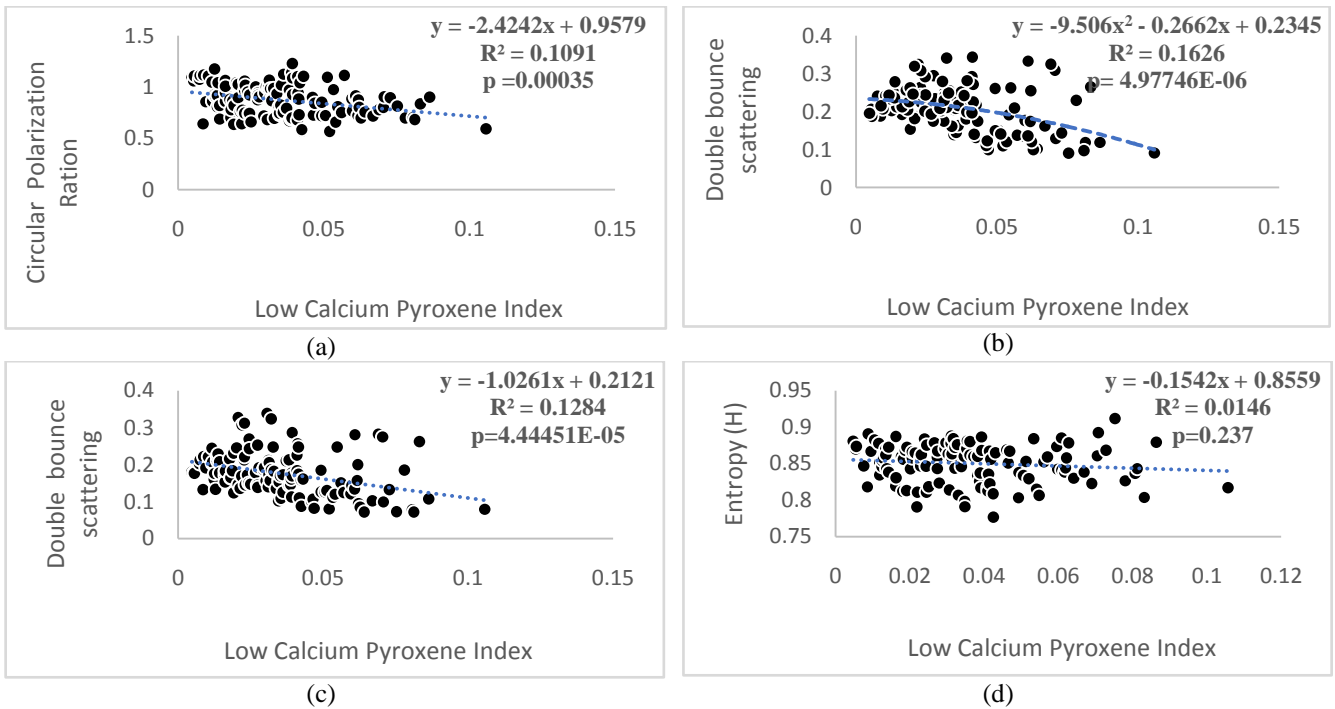 y = -2.4242x + 0.9579
R² = 0.1091
p =0.00035
1.5
1
0.5
0
0
0.05
0.1
0.15
Circular Polarization
Ration
Low Calcium Pyroxene Index
(a)
y = -9.506x² - 0.2662x + 0.2345
R² = 0.1626
p= 4.97746E-06
0.4
0.3
0.2
0.1
0
0
0.05
0.1
0.15
Double bounce
scattering
Low Cacium Pyroxene Index
(b)
y = -1.0261x + 0.2121
R² = 0.1284
p=4.44451E-05
0.4
0.3
0.2
0.1
0
0
0.05
0.1
0.15
Double bounce
scattering
Low Calcium Pyroxene Index
(c)
y = -0.1542x + 0.8559
R² = 0.0146
p=0.237
0.95
0.9
0.85
0.8
0.75
0
0.02
0.04
0.06
0.08
0.1
0.12
Entropy (H)
Low Calcium Pyroxene Index
(d)